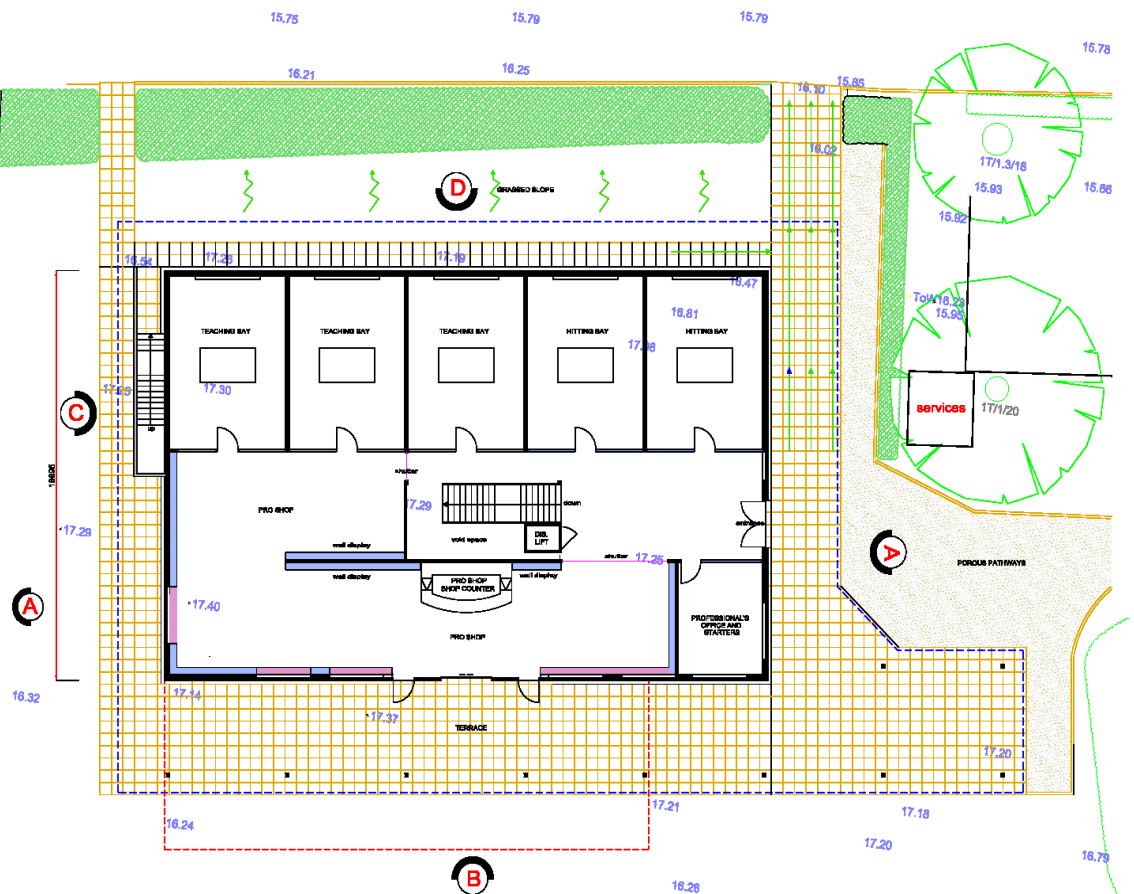 15.75
15.79
15.79
15.78
16.21
16.25
16.10
15.85
16.02
1T/1.3/18
15.93
15.66
15.92
D
GRASSED SLOPE
16.54
17.25
17.19
16.47
ToW16.23
15.95
16.81
TEACHING BAY
TEACHING BAY
TEACHING BAY
HITTING BAY
HITTING BAY
17.30
services
1T/1/20
C
up
shutter
18695
17.29
PRO SHOP
17.29
down
void space
DIS.
LIFT
entrance
wall display
shutter
17.25
A
POROUS PATHWAYS
wall display
PRO SHOP
SHOP COUNTER
wall display
A
17.40
PRO SHOP
PROFESSIONAL'S
OFFICE AND
STARTERS
16.32
17.14
17.37
TERRACE
17.20
17.21
17.18
16.24
17.20
16.79
B
16.26